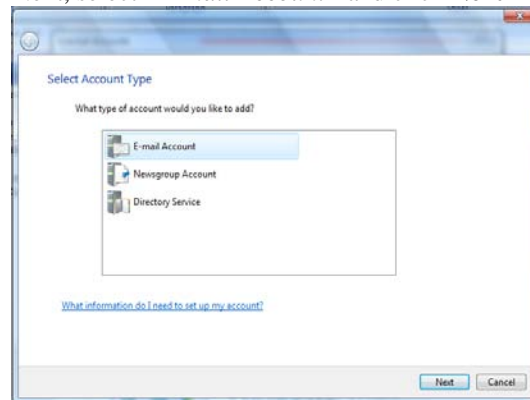 Select Account Type
What type of account would you like to add?
E-mail Account
Newsgroup Account
Directory Service
What information do I need to set up my account?
Next Cancel